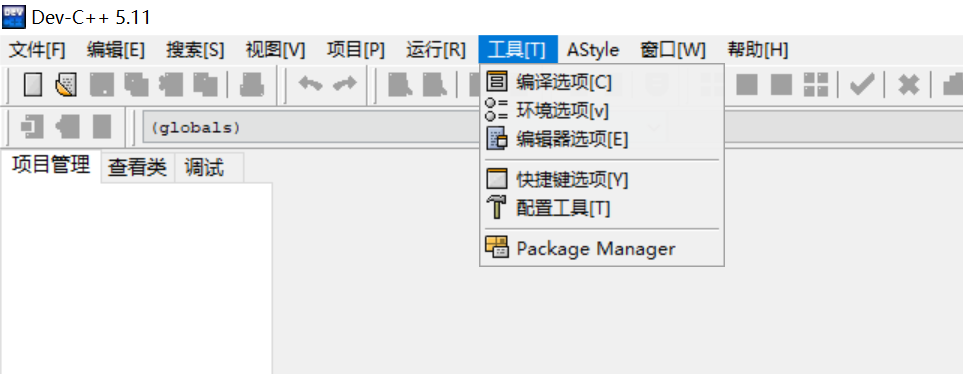 Dev-C++ 5.11
文件[F] 编辑[E] 搜索[S] 视图[V] 项目[P] 运行[R] 工具[T] AStyle 窗口[W] 帮助[H]
编译选项[C]
环境选项[v]
(globals)
编辑器选项[E]
项目管理 查看类 调试
快捷键选项[Y]
配置工具[T]
Package Manager